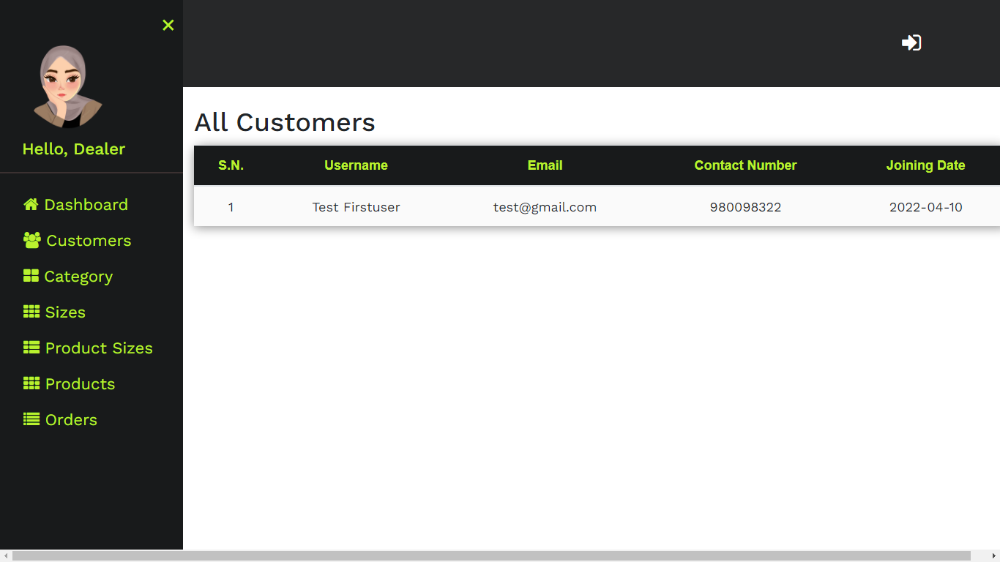 Hello, Dealer
Dashboard
Customers
Category
Sizes
Product Sizes
Products
Orders
All Customers
S.N. Username Email Contact Number Joining Date
1 Test Firstuser test@gmail.com 980098322 2022-04-10